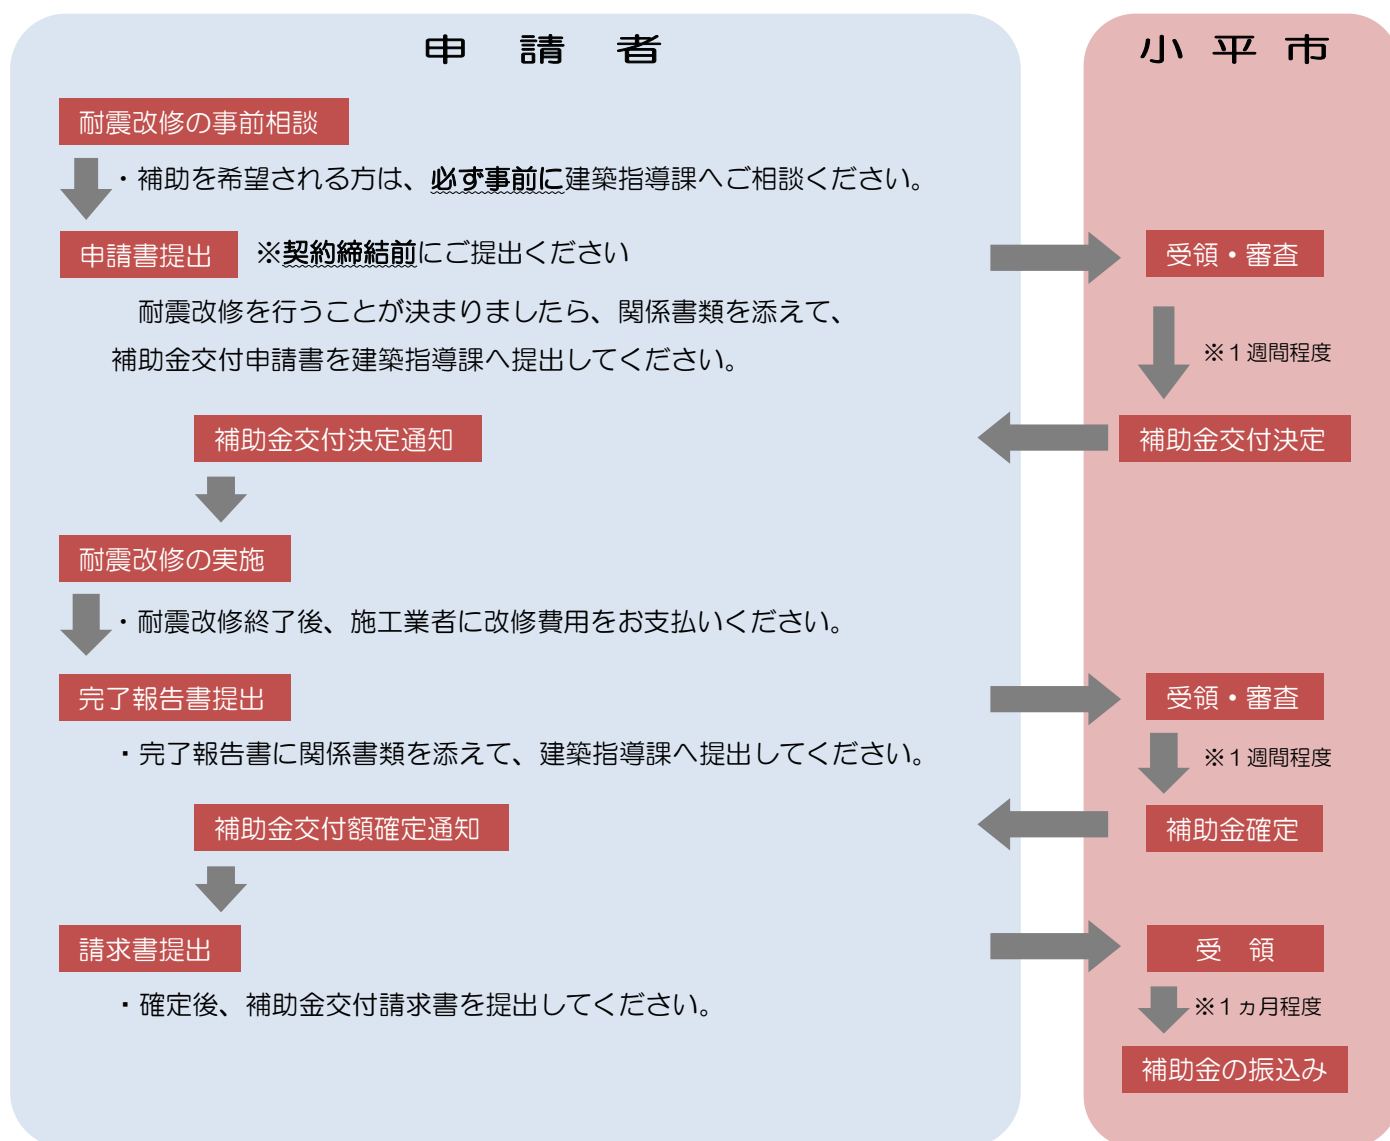 申　請　者
小 平 市
耐震改修の事前相談
・補助を希望される方は、必ず事前に建築指導課へご相談ください。
申請書提出
※契約締結前にご提出ください
受領・審査
耐震改修を行うことが決まりましたら、関係書類を添えて、
補助金交付申請書を建築指導課へ提出してください。
※１週間程度
補助金交付決定通知
補助金交付決定
耐震改修の実施
・耐震改修終了後、施工業者に改修費用をお支払いください。
完了報告書提出
受領・審査
・完了報告書に関係書類を添えて、建築指導課へ提出してください。
※１週間程度
補助金交付額確定通知
補助金確定
請求書提出
受　領
・確定後、補助金交付請求書を提出してください。
※１ヵ月程度
補助金の振込み